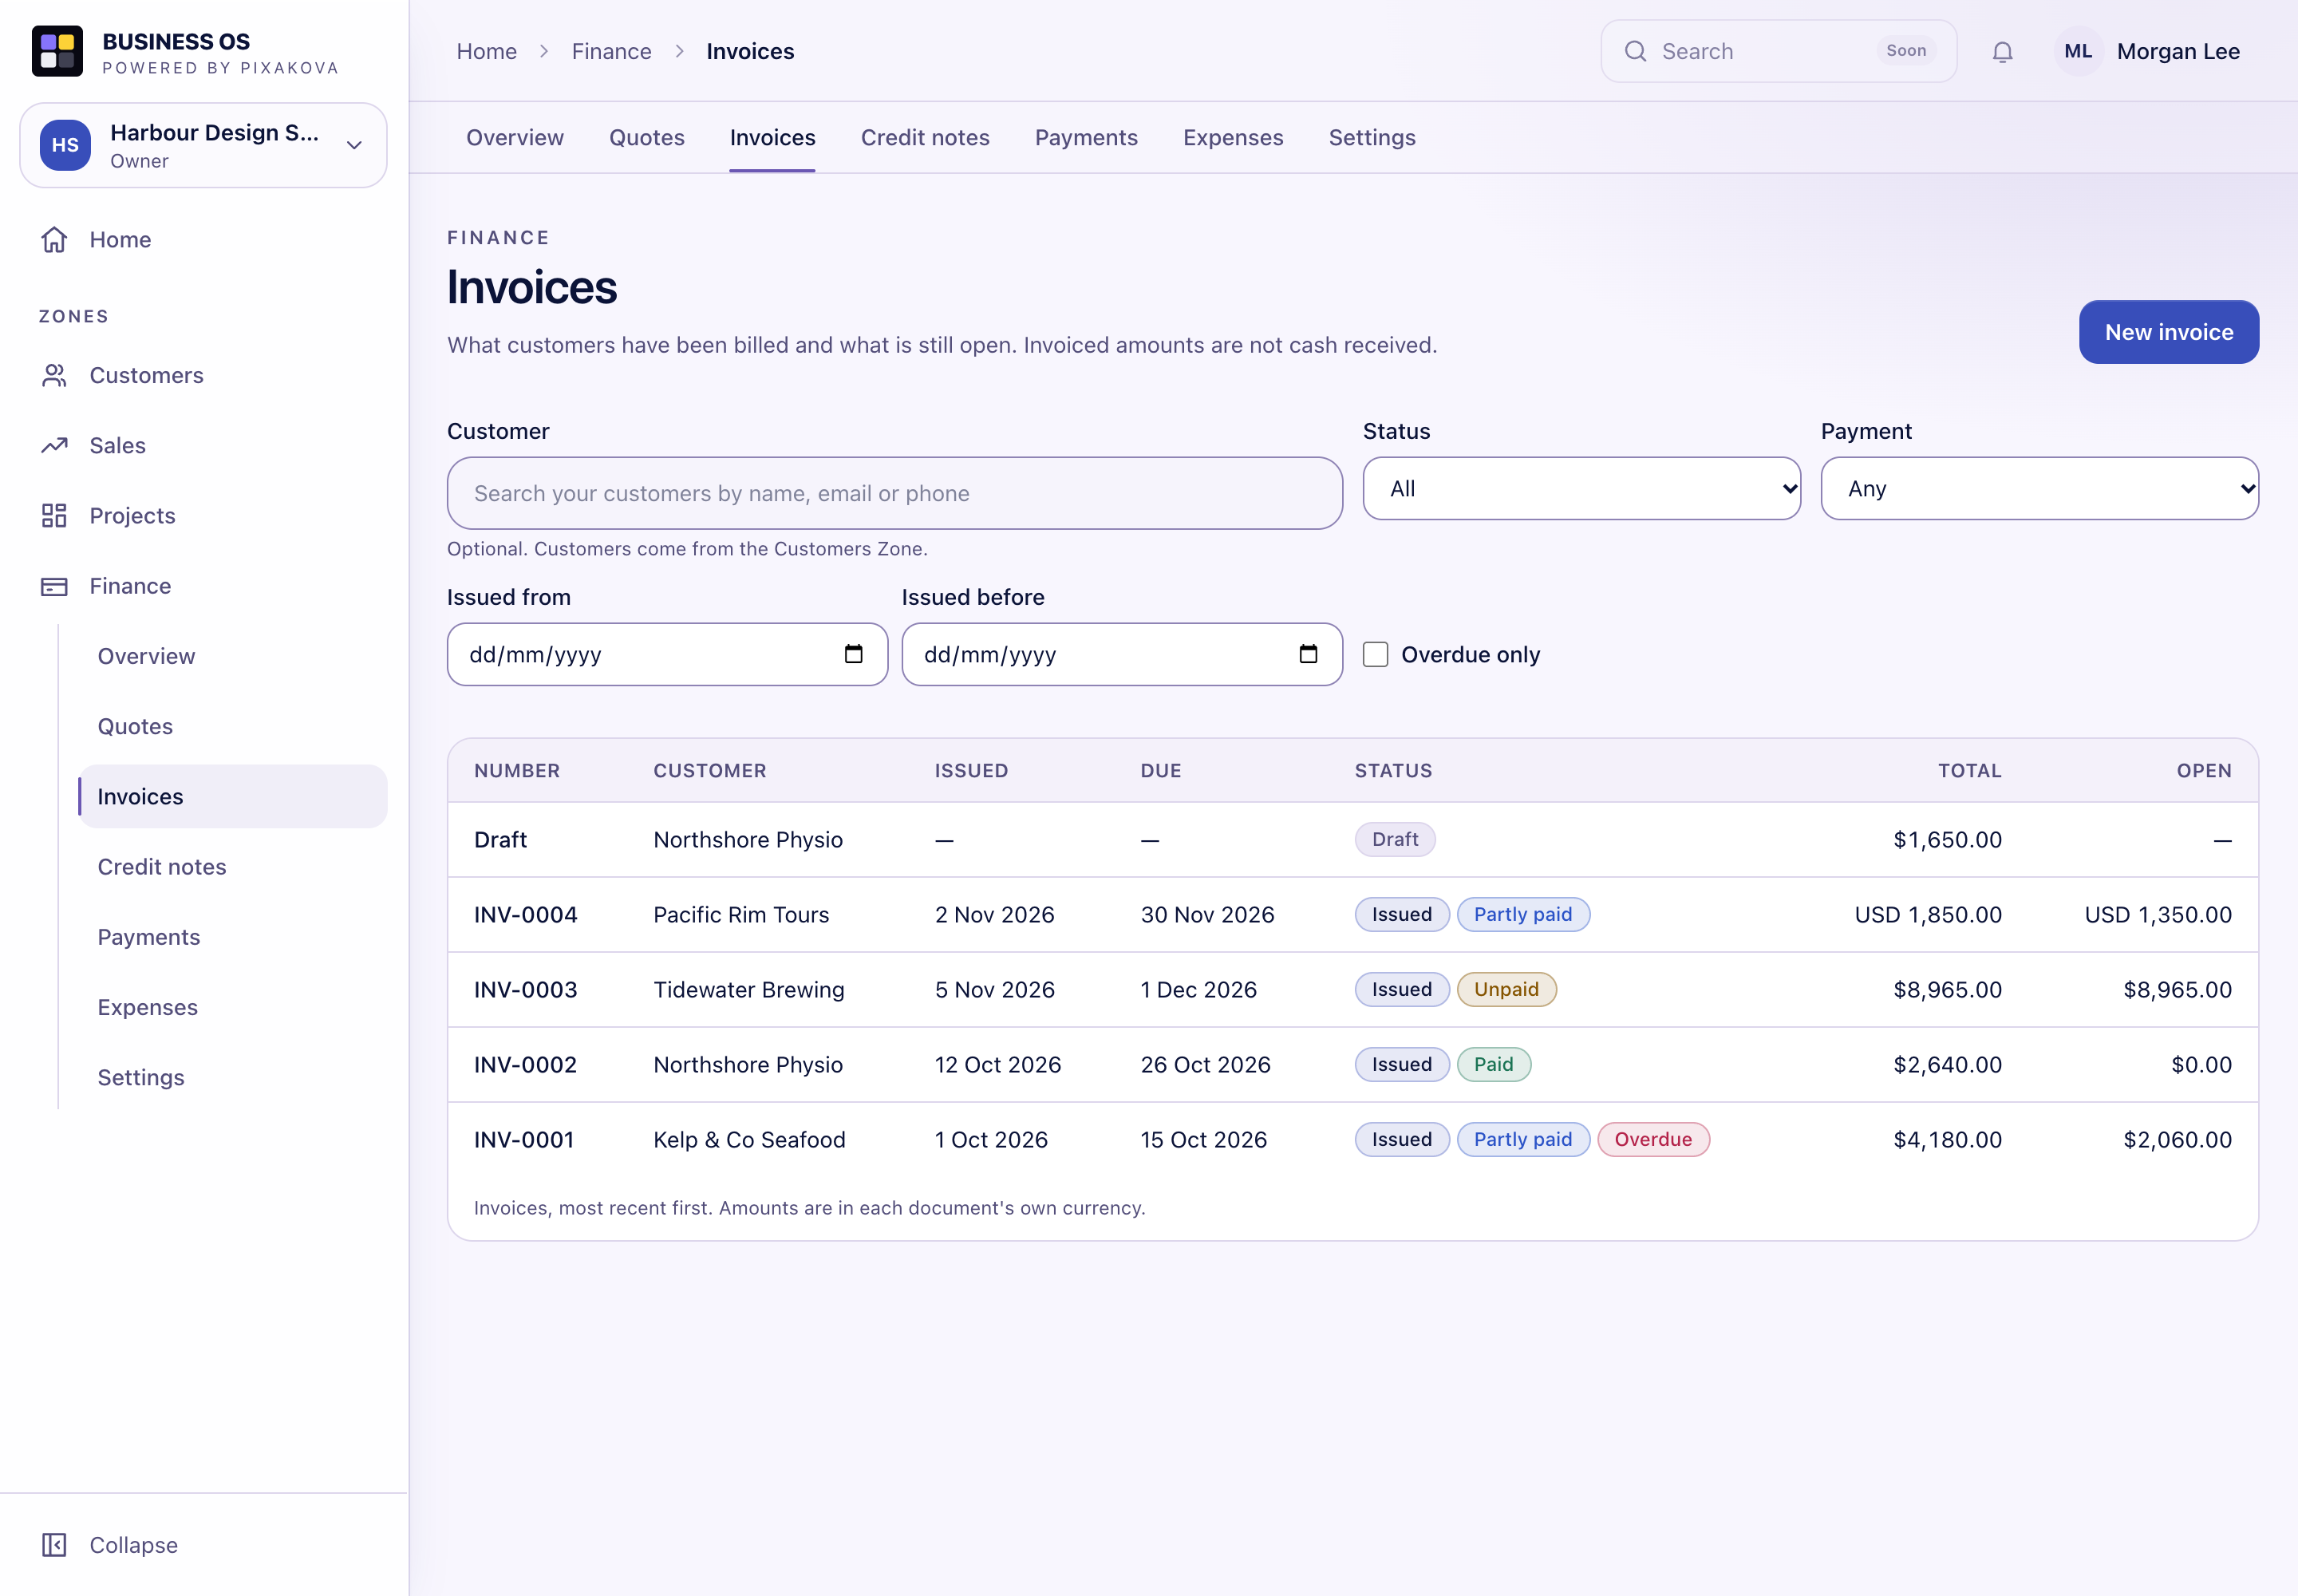 BUSINESS OS
POWERED BY PIXAKOVA
HS
Harbour Design S...
Owner
Home
ZONES
Customers
Sales
Projects
Finance
Overview
Quotes
Invoices
Credit notes
Payments
Expenses
Settings
Collapse
Home > Finance > Invoices
Search Soon
ML Morgan Lee
Overview Quotes Invoices Credit notes Payments Expenses Settings
FINANCE
Invoices
What customers have been billed and what is still open. Invoiced amounts are not cash received.
New invoice
Customer Status Payment
Search your customers by name, email or phone All Any
Optional. Customers come from the Customers Zone.
Issued from Issued before
dd/mm/yyyy dd/mm/yyyy Overdue only
NUMBER CUSTOMER ISSUED DUE STATUS TOTAL OPEN
Draft Northshore Physio — — Draft $1,650.00 —
INV-0004 Pacific Rim Tours 2 Nov 2026 30 Nov 2026 Issued Partly paid USD 1,850.00 USD 1,350.00
INV-0003 Tidewater Brewing 5 Nov 2026 1 Dec 2026 Issued Unpaid $8,965.00 $8,965.00
INV-0002 Northshore Physio 12 Oct 2026 26 Oct 2026 Issued Paid $2,640.00 $0.00
INV-0001 Kelp & Co Seafood 1 Oct 2026 15 Oct 2026 Issued Partly paid Overdue $4,180.00 $2,060.00
Invoices, most recent first. Amounts are in each document's own currency.